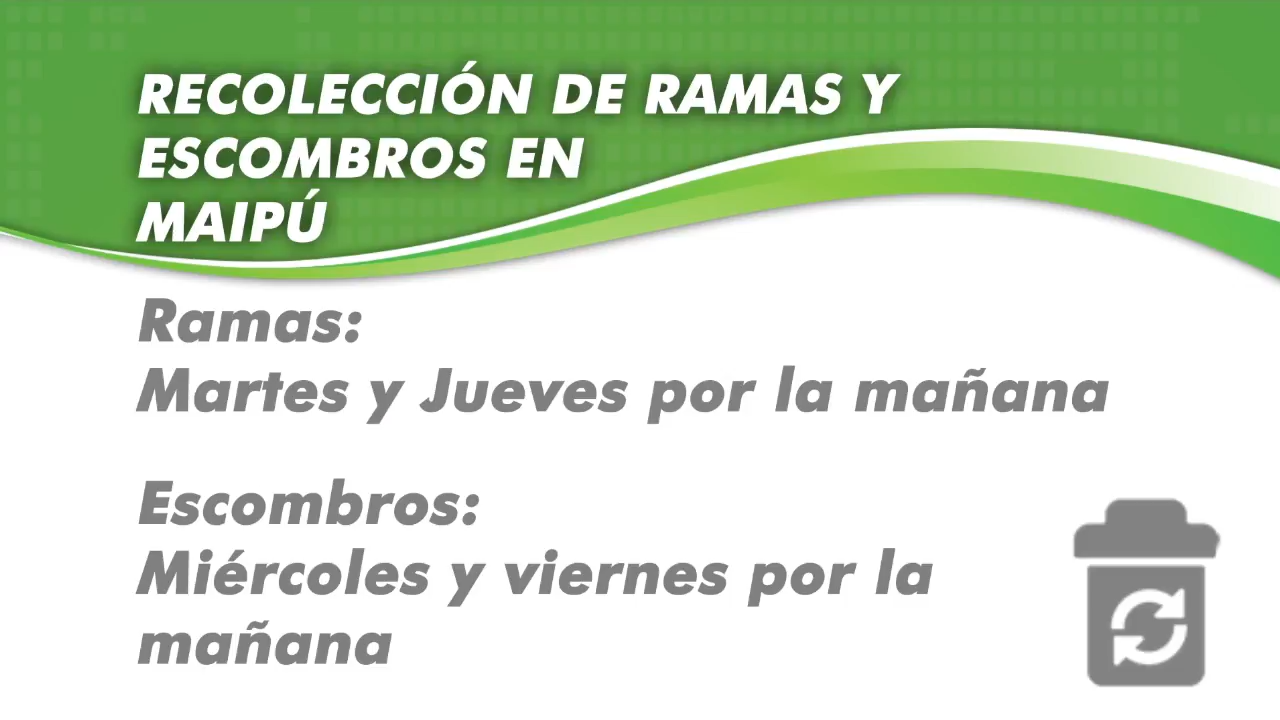 RECOLECCIÓN DE RAMAS Y
ESCOMBROS EN
MAIPÚ
Ramas:
Martes y Jueves por la mañana
Escombros:
Miércoles y viernes por la
mañana